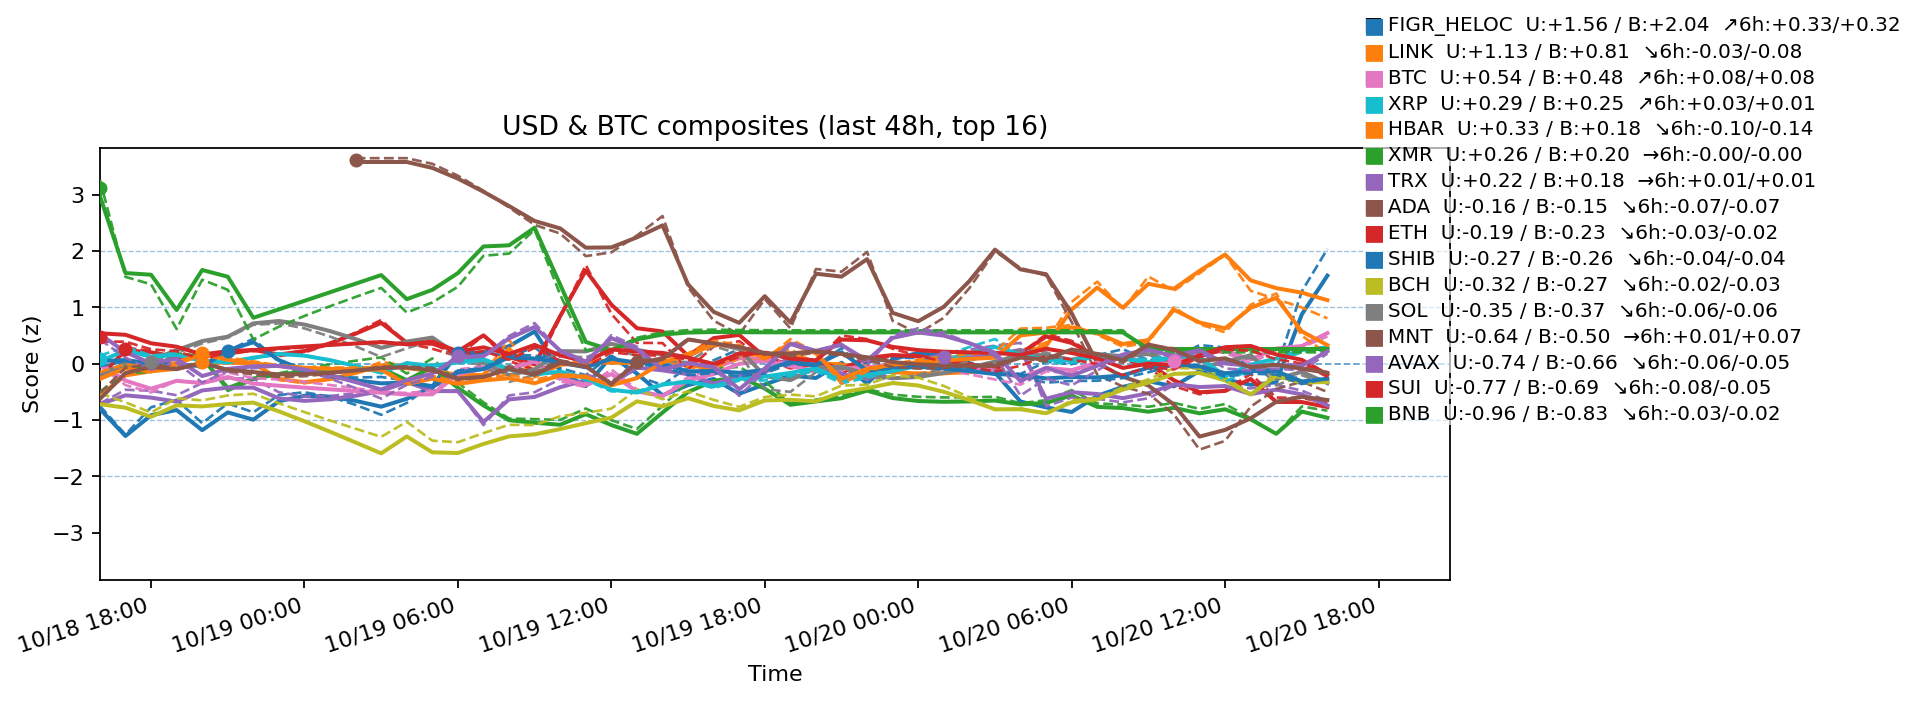 USD & BTC composites (last 48h, top 16)
FIGR_HELOC  U:+1.56 / B:+2.04  ↗6h:+0.33/+0.32
LINK  U:+1.13 / B:+0.81  ↘6h:-0.03/-0.08
BTC  U:+0.54 / B:+0.48  ↗6h:+0.08/+0.08
XRP  U:+0.29 / B:+0.25  ↗6h:+0.03/+0.01
HBAR  U:+0.33 / B:+0.18  ↘6h:-0.10/-0.14
XMR  U:+0.26 / B:+0.20  →6h:-0.00/-0.00
TRX  U:+0.22 / B:+0.18  →6h:+0.01/+0.01
ADA  U:-0.16 / B:-0.15  ↘6h:-0.07/-0.07
ETH  U:-0.19 / B:-0.23  ↘6h:-0.03/-0.02
SHIB  U:-0.27 / B:-0.26  ↘6h:-0.04/-0.04
BCH  U:-0.32 / B:-0.27  ↘6h:-0.02/-0.03
SOL  U:-0.35 / B:-0.37  ↘6h:-0.06/-0.06
MNT  U:-0.64 / B:-0.50  →6h:+0.01/+0.07
AVAX  U:-0.74 / B:-0.66  ↘6h:-0.06/-0.05
SUI  U:-0.77 / B:-0.69  ↘6h:-0.08/-0.05
BNB  U:-0.96 / B:-0.83  ↘6h:-0.03/-0.02
Score (z)
3
2
1
0
−1
−2
−3
10/18 18:00
10/19 00:00
10/19 06:00
10/19 12:00
10/19 18:00
10/20 00:00
10/20 06:00
10/20 12:00
10/20 18:00
Time